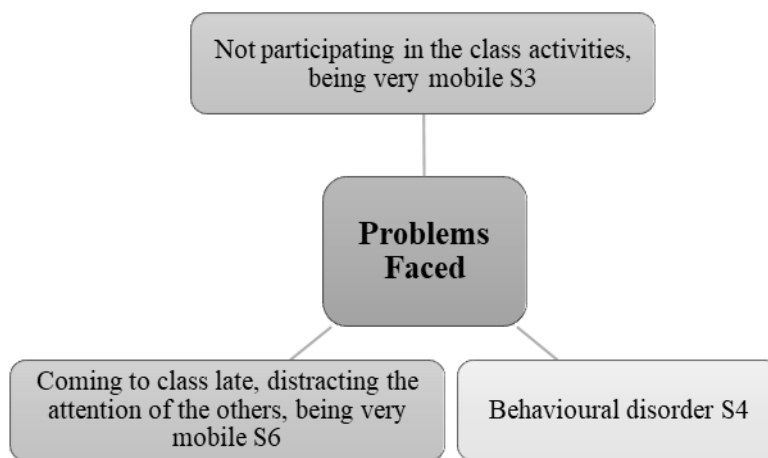 Not participating in the class activities,
being very mobile S3
Problems
Faced
Coming to class late, distracting the
attention of the others, being very
mobile S6
Behavioural disorder S4